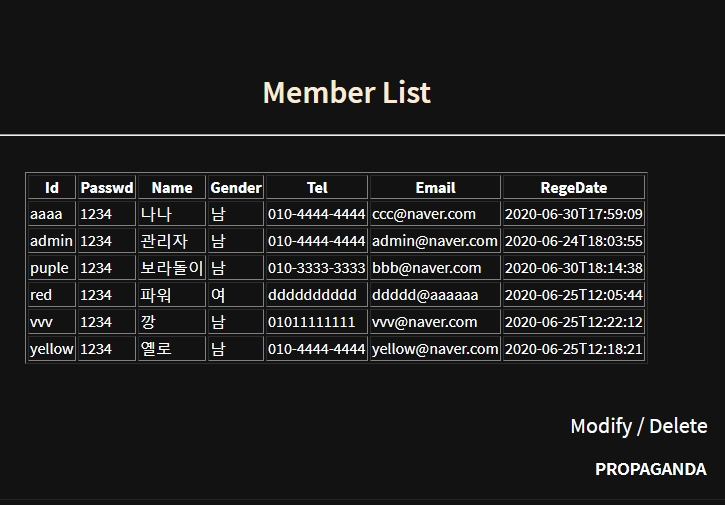 Member List
Id Passwd Name Gender Tel Email RegeDate
aaaa 1234 나나 남 010-4444-4444 ccc@naver.com 2020-06-30T17:59:09
admin 1234 관리자 남 010-4444-4444 admin@naver.com 2020-06-24T18:03:55
puple 1234 보라돌이 남 010-3333-3333 bbb@naver.com 2020-06-30T18:14:38
red 1234 파워 여 dddddddddd ddddd@aaaaaa 2020-06-25T12:05:44
vvv 1234 깡 남 01011111111 vvv@naver.com 2020-06-25T12:22:12
yellow 1234 옐로 남 010-4444-4444 yellow@naver.com 2020-06-25T12:18:21
Modify / Delete
PROPAGANDA